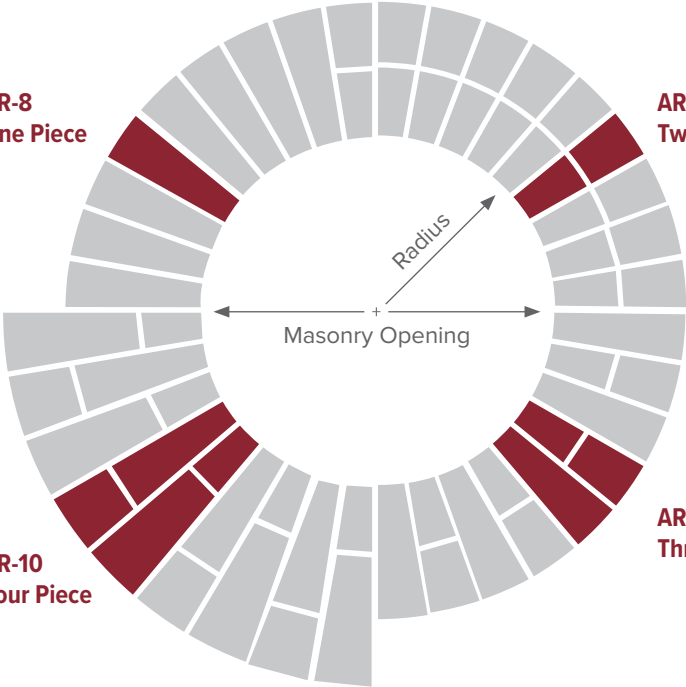 R-8
ne Piece
AR
Tw
Radius
+
Masonry Opening
R-10
our Piece
AR
Thr